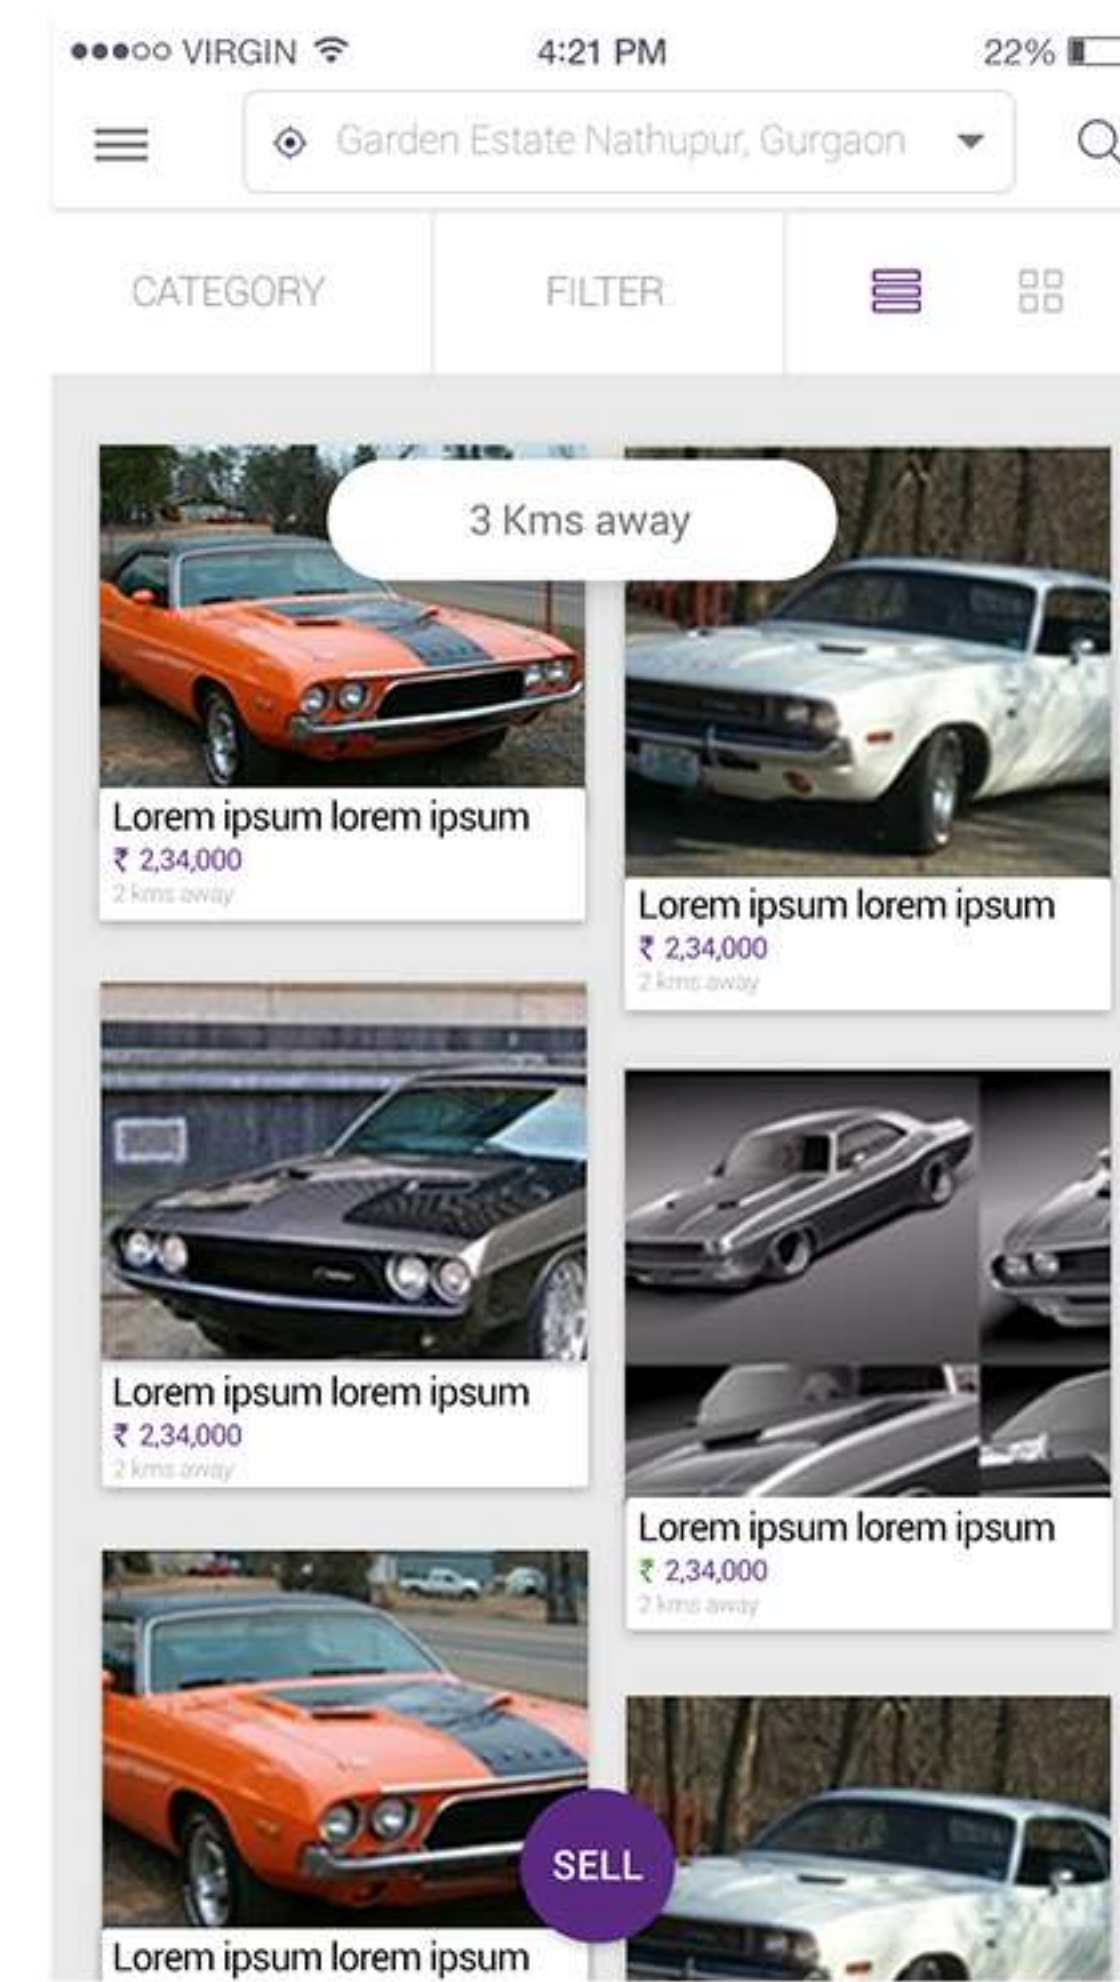 VIRGIN 4:21 PM 22%
Garden Estate Nathupur, Gurgaon
CATEGORY FILTER
3 Kms away
Lorem ipsum lorem ipsum
₹ 2,34,000
2 kms away
Lorem ipsum lorem ipsum
₹ 2,34,000
2 kms away
Lorem ipsum lorem ipsum
₹ 2,34,000
2 kms away
Lorem ipsum lorem ipsum
₹ 2,34,000
2 kms away
SELL
Lorem ipsum lorem ipsum